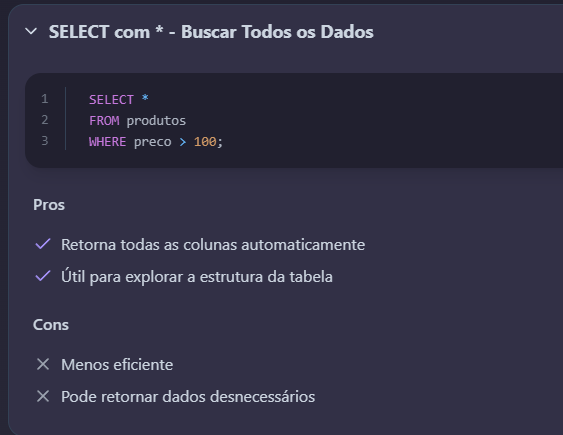 SELECT com * - Buscar Todos os Dados
1 SELECT *
2 FROM produtos
3 WHERE preco > 100;
Pros
Retorna todas as colunas automaticamente
Útil para explorar a estrutura da tabela
Cons
Menos eficiente
Pode retornar dados desnecessários